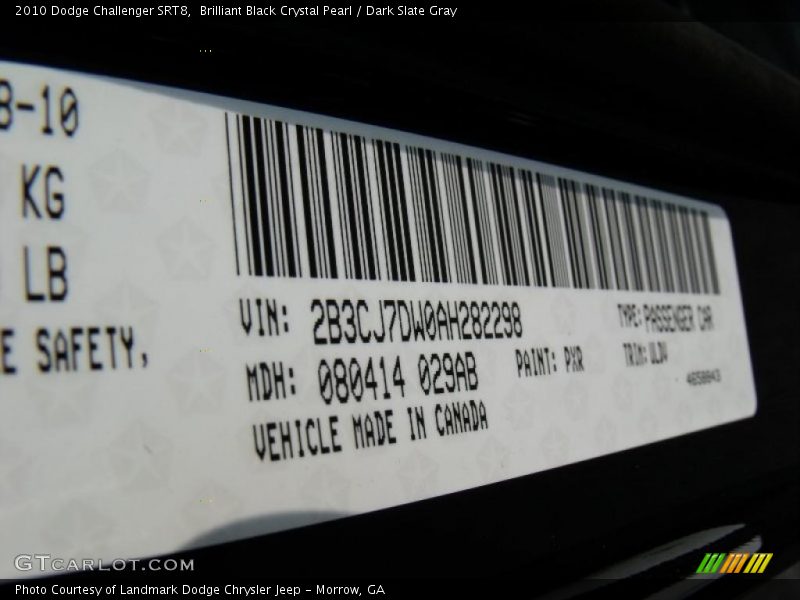 2010 Dodge Challenger SRT8,  Brilliant Black Crystal Pearl / Dark Slate Gray
8-10
KG
LB
E SAFETY,
VIN: 2B3CJ7DW0AH282298
TYPE: PASSENGER CAR
MDH: 080414 029AB
PAINT: PXR
TRIM:
VEHICLE MADE IN CANADA
GTCARLOT.COM
Photo Courtesy of Landmark Dodge Chrysler Jeep - Morrow, GA